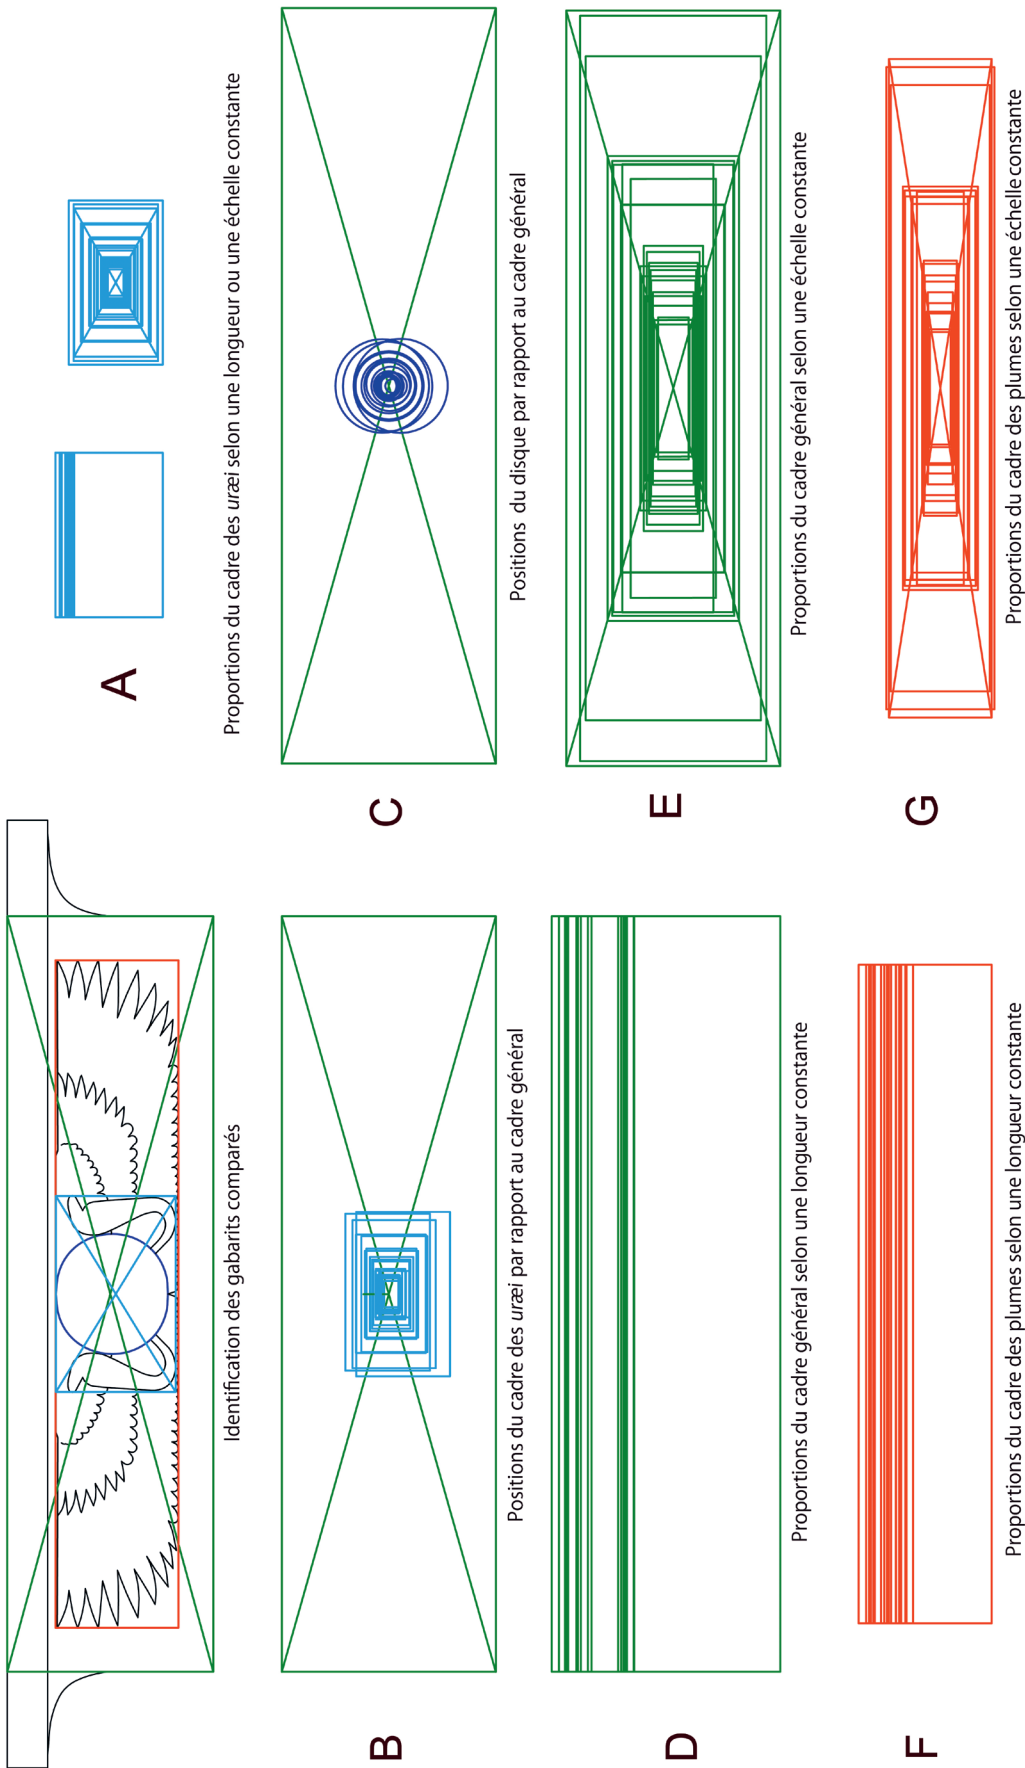 Identification des gabarits comparés
A
Proportions du cadre des uræi selon une longueur ou une échelle constante
B
Positions du cadre des uræi par rapport au cadre général
C
Positions du disque par rapport au cadre général
D
Proportions du cadre général selon une longueur constante
E
Proportions du cadre général selon une échelle constante
F
Proportions du cadre des plumes selon une longueur constante
G
Proportions du cadre des plumes selon une échelle constante